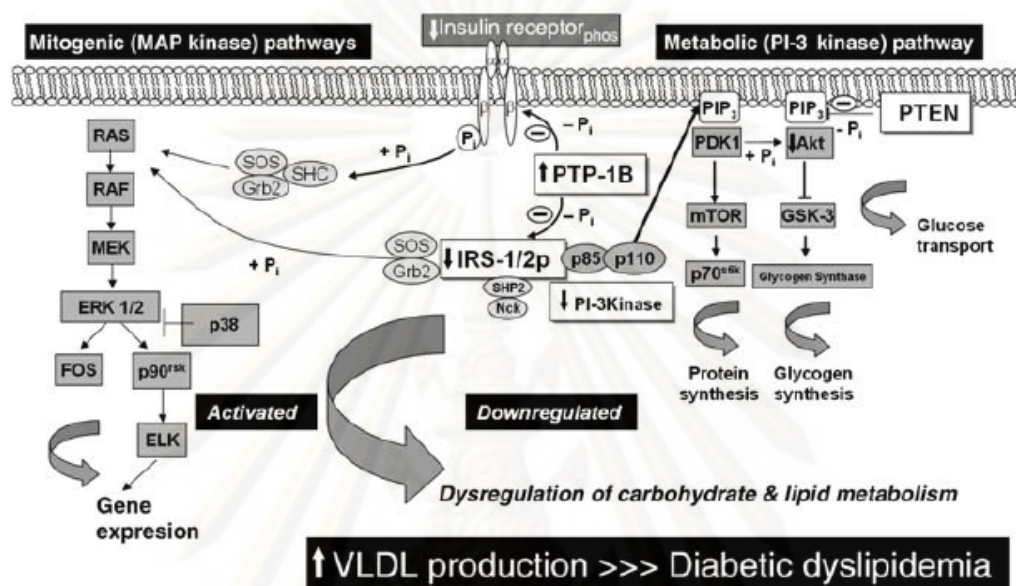 ↓Insulin receptor phos
Mitogenic (MAP kinase) pathways
Metabolic (PI-3 kinase) pathway
β
β
PIP3
PIP3
−
PTEN
RAS
Pi
− Pi
−
PDK1
↓Akt
- Pi
+ Pi
+ Pi
SOS
SHC
Grb2
↑PTP-1B
RAF
− Pi
−
mTOR
GSK-3
Glucose
transport
MEK
SOS
Grb2
↓ IRS-1/2p
p85
p110
+ Pi
p70s6k
Glycogen Synthase
SHP2
Nck
↓ PI-3Kinase
ERK 1/2
p38
FOS
p90rsk
Protein
synthesis
Glycogen
synthesis
Activated
Downregulated
ELK
Gene
expresion
Dysregulation of carbohydrate & lipid metabolism
↑VLDL production >>> Diabetic dyslipidemia